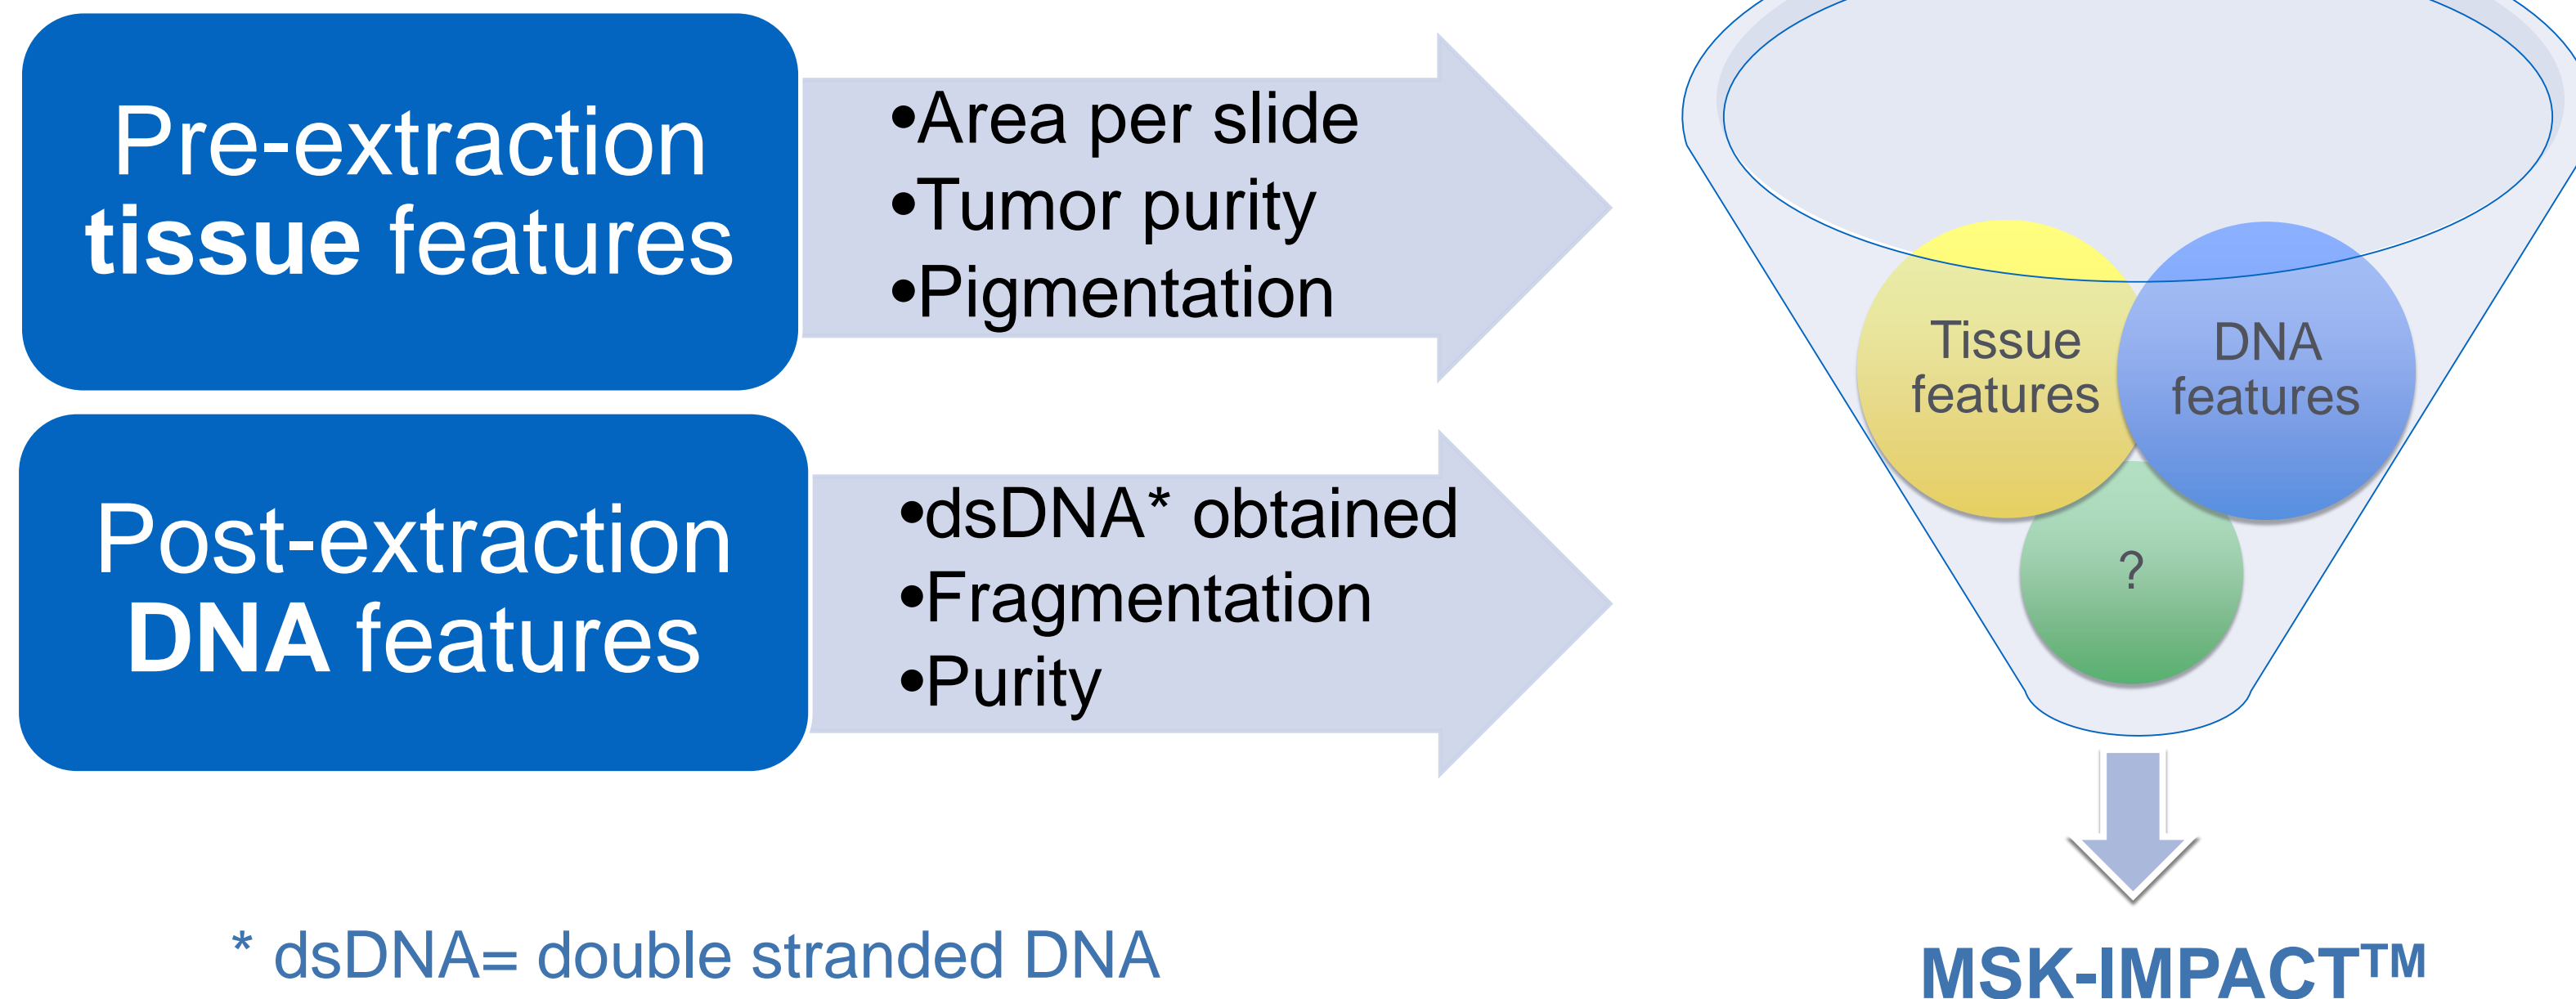 Pre-extraction
tissue features
•Area per slide
•Tumor purity
•Pigmentation
Post-extraction
DNA features
•dsDNA* obtained
•Fragmentation
•Purity
Tissue
features
DNA
features
?
* dsDNA= double stranded DNA
MSK-IMPACT™